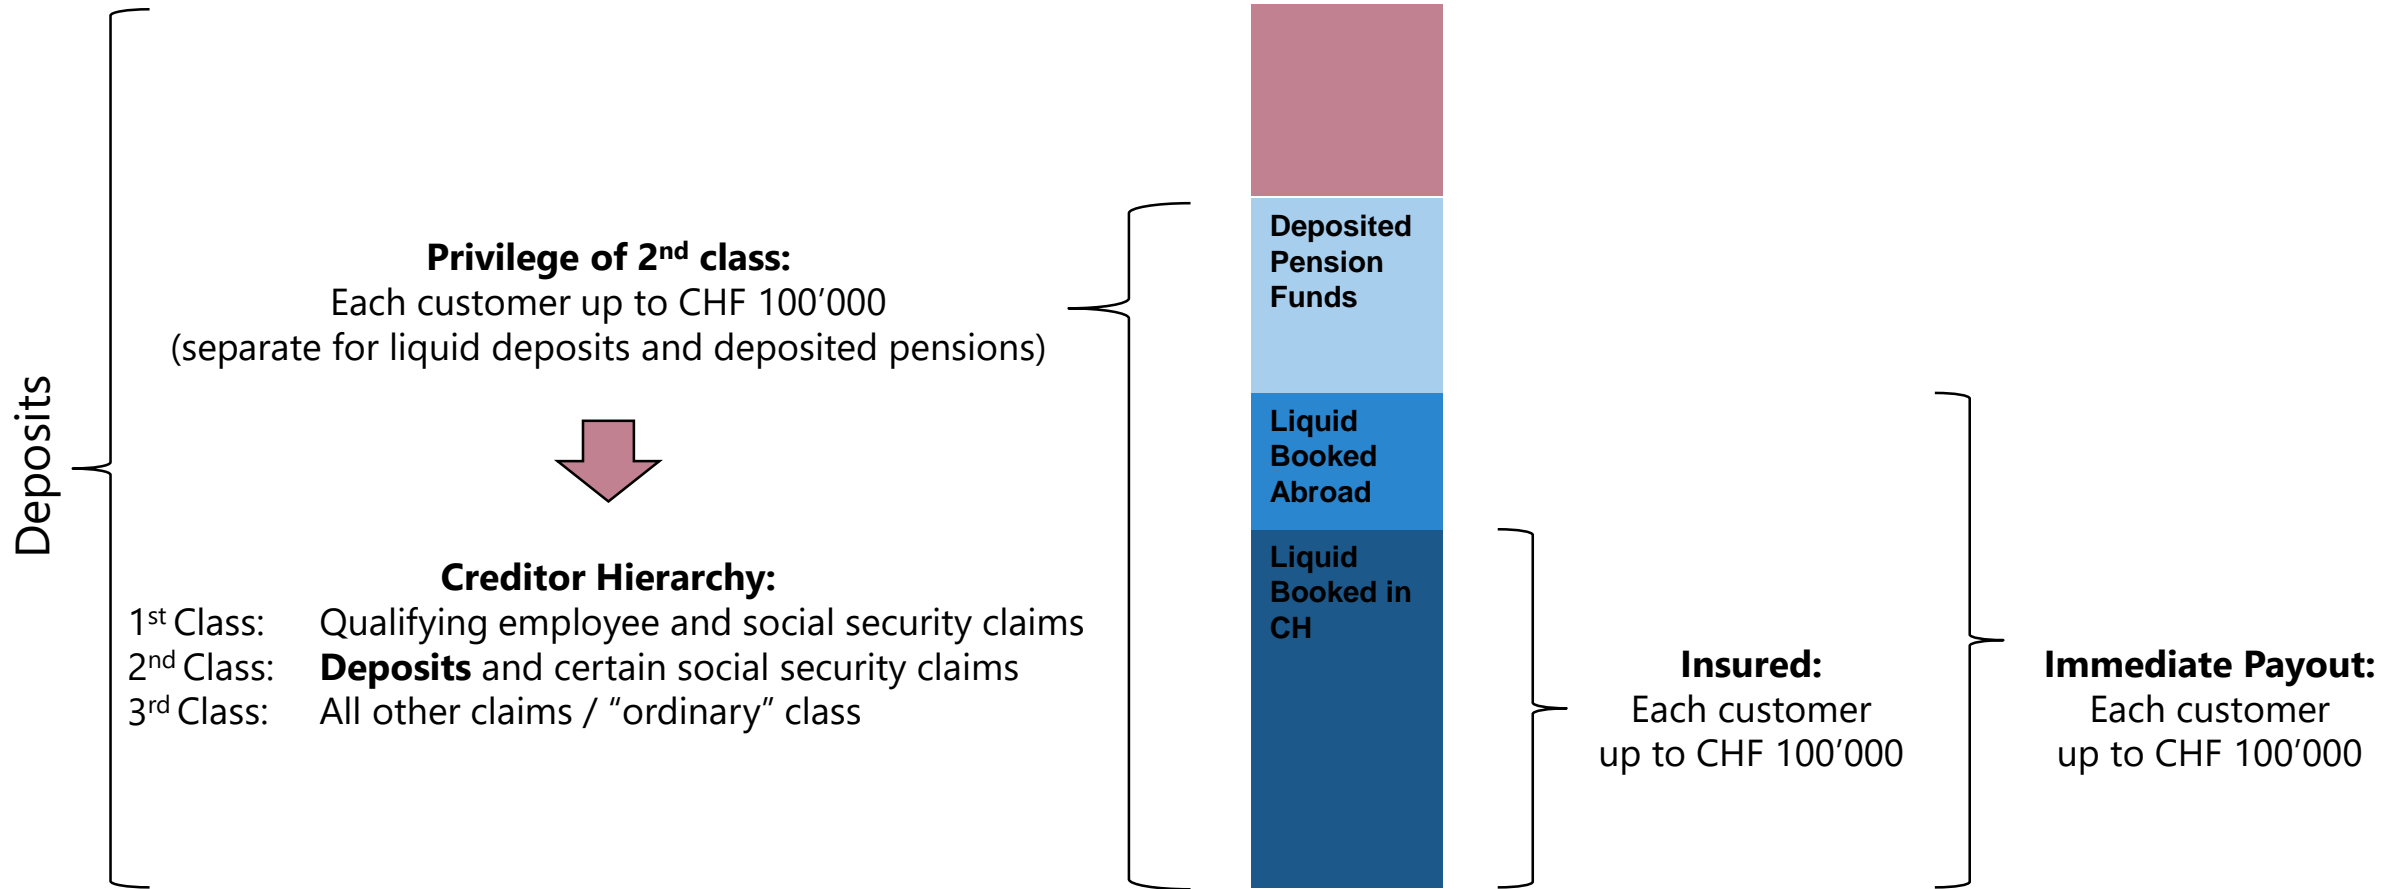 Deposits
Privilege of 2nd class:
Each customer up to CHF 100’000
(separate for liquid deposits and deposited pensions)
Creditor Hierarchy:
1st Class: Qualifying employee and social security claims
2nd Class: Deposits and certain social security claims
3rd Class: All other claims / “ordinary” class
Deposited
Pension
Funds
Liquid
Booked
Abroad
Liquid
Booked in
CH
Insured:
Each customer
up to CHF 100’000
Immediate Payout:
Each customer
up to CHF 100’000